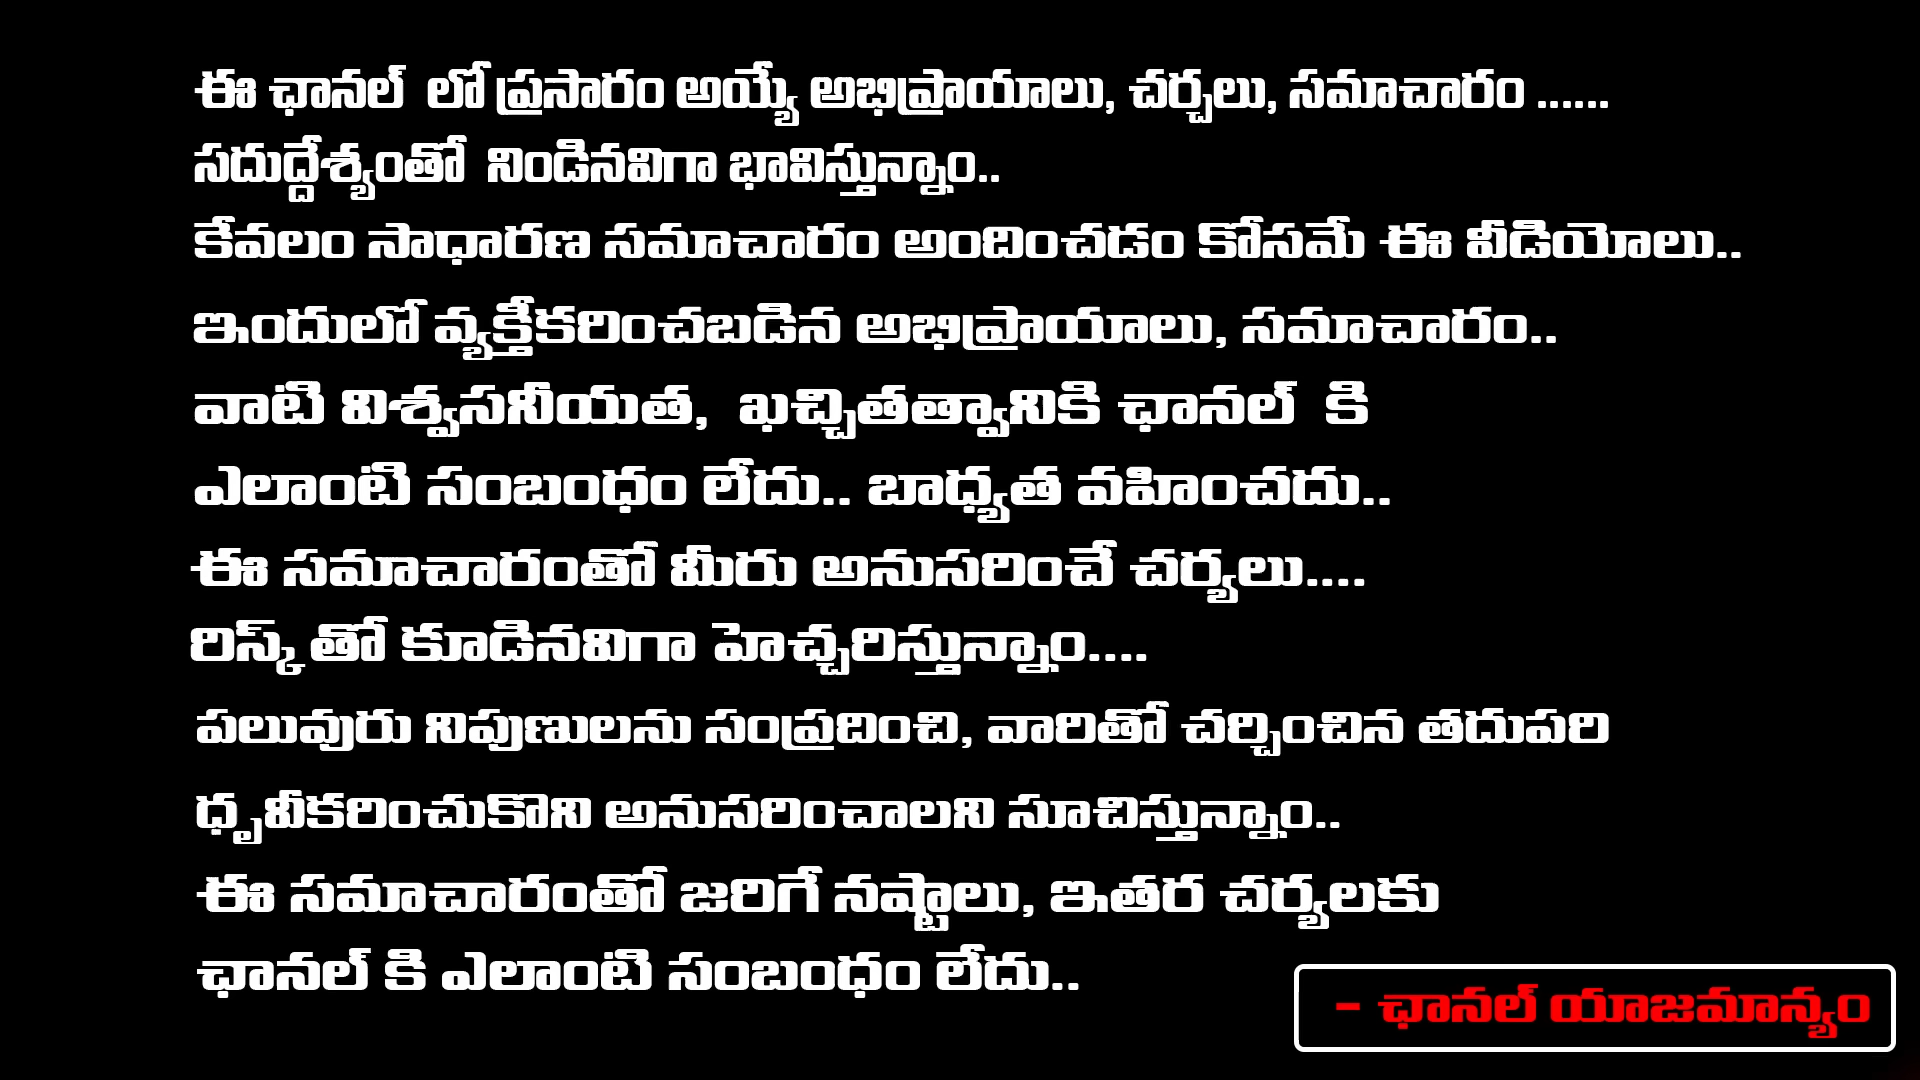 ఈ ఛానల్ లో ప్రసారం అయ్యే అభిప్రాయాలు, చర్చలు, సమాచారం ......
సదుద్దేశ్యంతో నిండినవిగా భావిస్తున్నాం..
కేవలం సాధారణ సమాచారం అందించడం కోసమే ఈ వీడియోలు..
ఇందులో వ్యక్తీకరించబడిన అభిప్రాయాలు, సమాచారం..
వాటి విశ్వసనీయత, ఖచ్చితత్వానికి ఛానల్ కి
ఎలాంటి సంబంధం లేదు.. బాధ్యత వహించదు..
ఈ సమాచారంతో మీరు అనుసరించే చర్యలు....
రిస్క్ తో కూడినవిగా హెచ్చరిస్తున్నాం....
పలువురు నిపుణులను సంప్రదించి, వారితో చర్చించిన తదుపరి
ధృవీకరించుకొని అనుసరించాలని సూచిస్తున్నాం..
ఈ సమాచారంతో జరిగే నష్టాలు, ఇతర చర్యలకు
ఛానల్ కి ఎలాంటి సంబంధం లేదు..
- ఛానల్ యాజమాన్యం